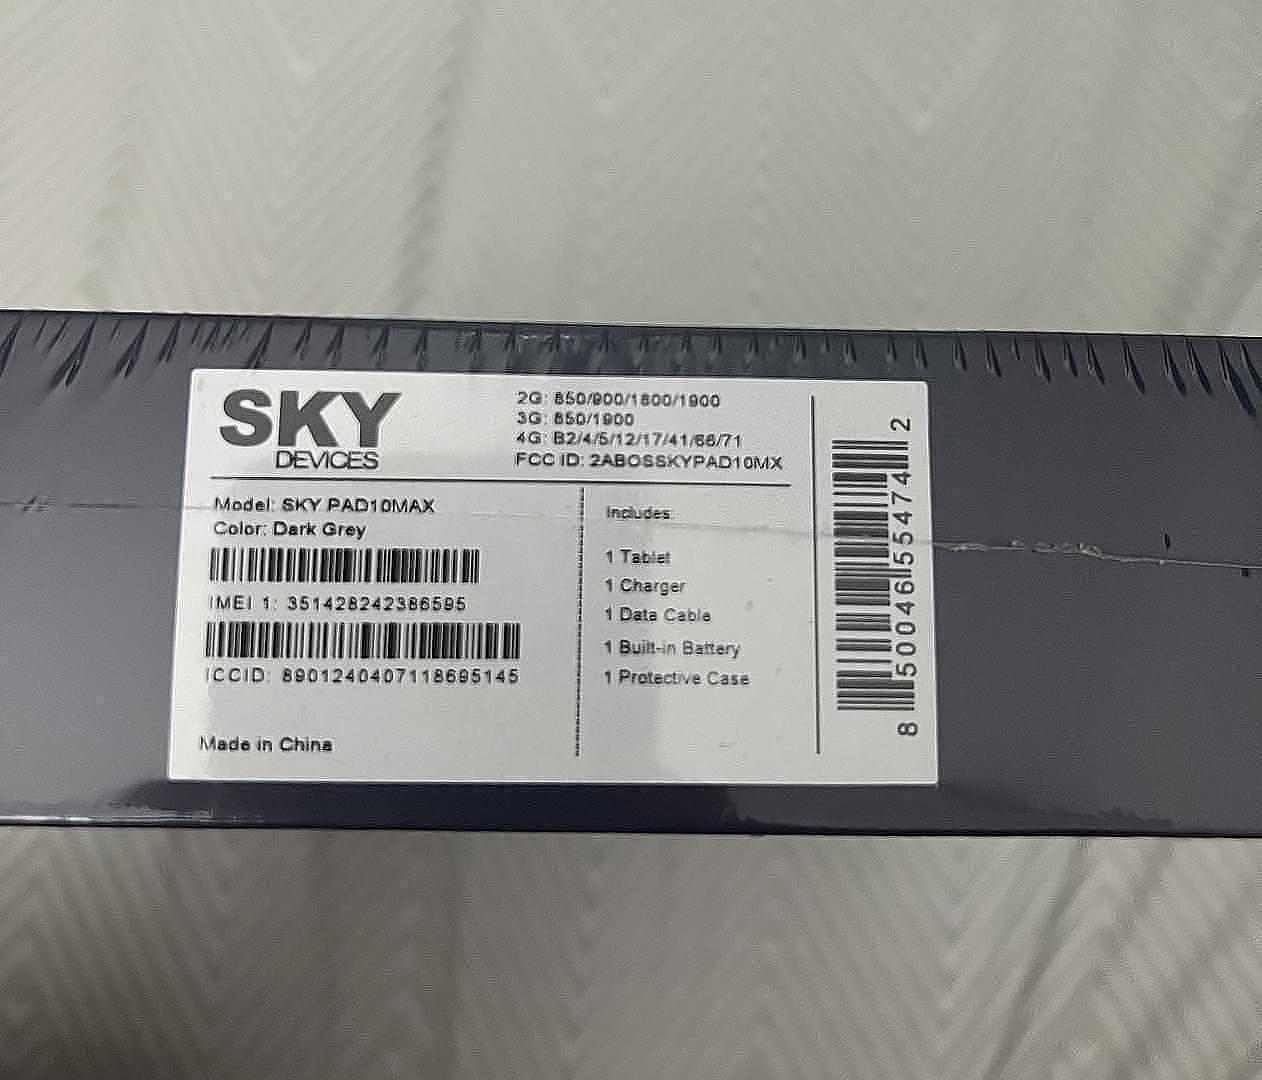 SKY
DEVICES
2G: 850/900/1800/1900
3G: 850/1900
4G: B2/4/5/12/17/41/66/71
FCC ID: 2ABOSSKYPAD10MX
Model: SKY PAD10MAX
Color: Dark Grey
IMEI 1: 351428242386595
ICCID: 8901240407118695145
Made in China
Includes:
1 Tablet
1 Charger
1 Data Cable
1 Built-in Battery
1 Protective Case
8 50046 55474 2